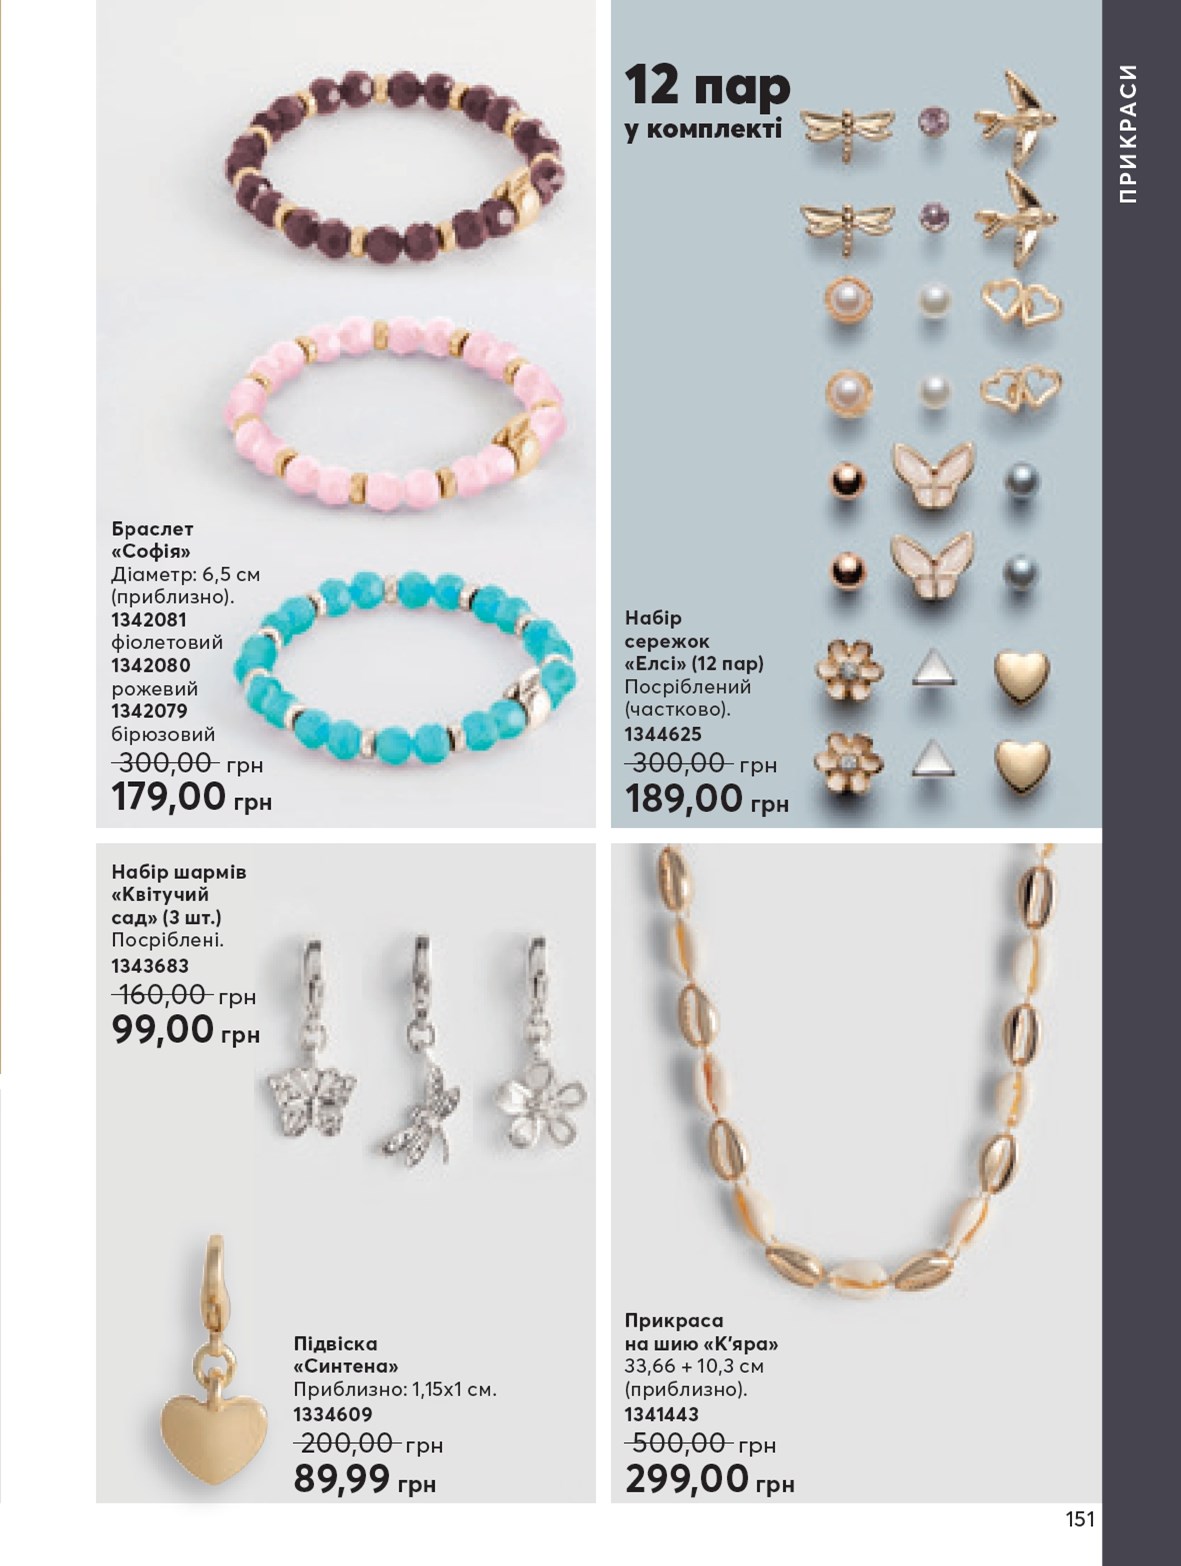 ПРИКРАСИ
Браслет
«Софія»
Діаметр: 6,5 см
(приблизно).
1342081
фіолетовий
1342080
рожевий
1342079
бірюзовий
300,00 грн
179,00 грн
12 пар
у комплекті
Набір
сережок
«Елсі» (12 пар)
Посріблений
(частково).
1344625
300,00 грн
189,00 грн
Набір шармів
«Квітучий
сад» (3 шт.)
Посріблені.
1343683
160,00 грн
99,00 грн
Підвіска
«Синтена»
Приблизно: 1,15х1 см.
1334609
200,00 грн
89,99 грн
Прикраса
на шию «К’яра»
33,66 + 10,3 см
(приблизно).
1341443
500,00 грн
299,00 грн
151